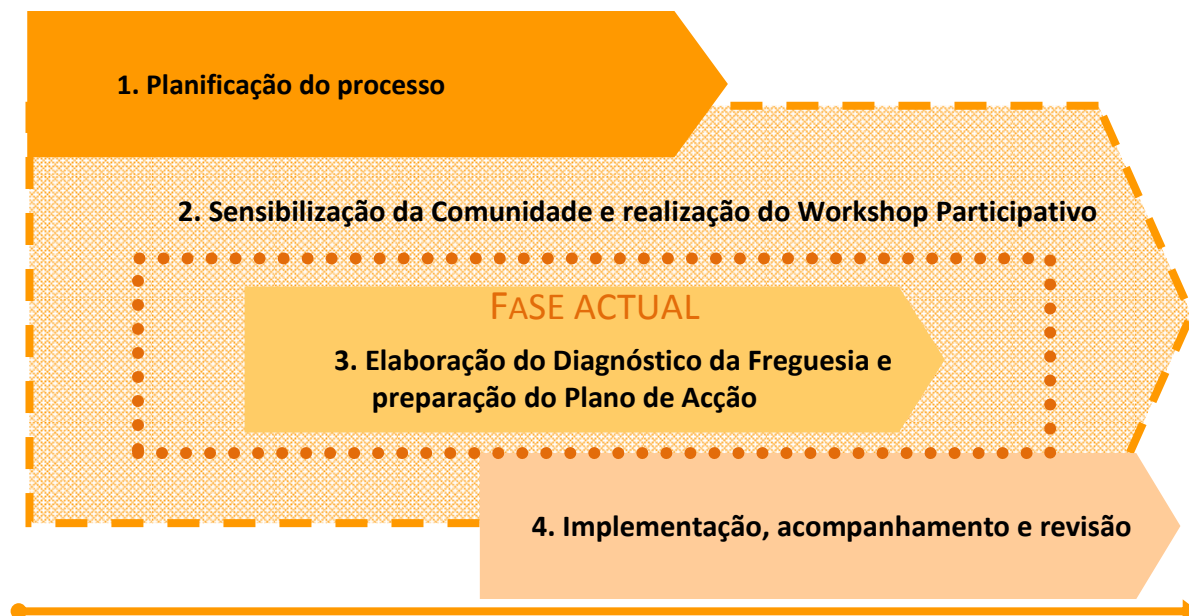 1. Planificação do processo
2. Sensibilização da Comunidade e realização do Workshop Participativo
FASE ACTUAL
3. Elaboração do Diagnóstico da Freguesia e
preparação do Plano de Acção
4. Implementação, acompanhamento e revisão